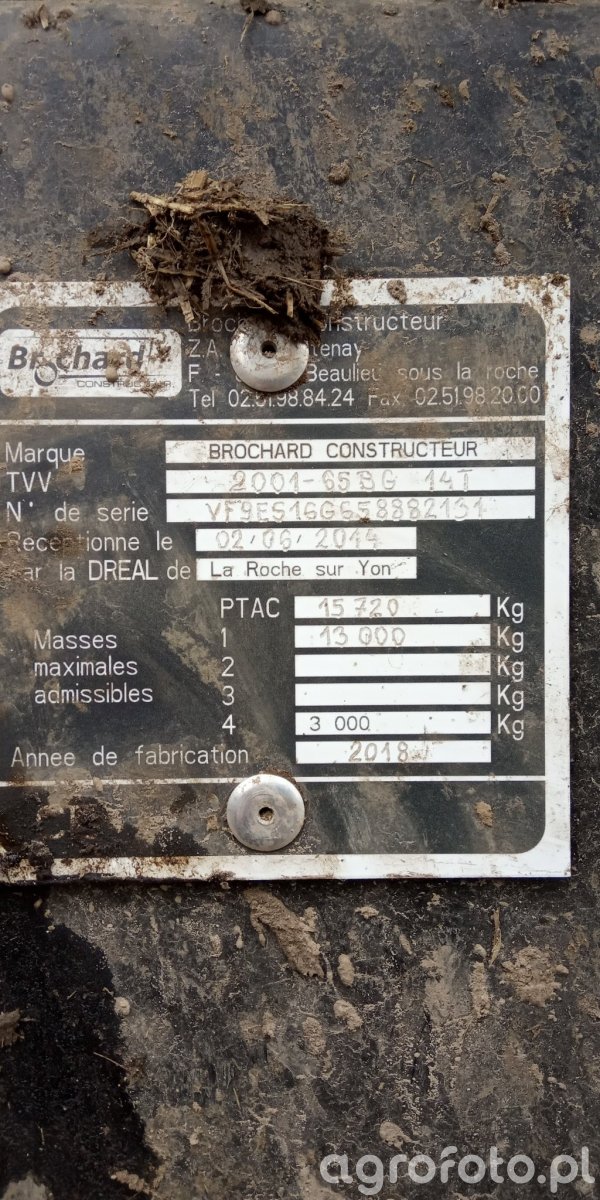 Brochard
CONSTRUCTEUR
Constructeur
Z.A
F - Beaulieu sous la roche
Tel 02.51.98.84.24 Fax 02.51.98.20.00
Marque BROCHARD CONSTRUCTEUR
TVV 2001-65BG 14T
N° de serie VF9ES16G658882131
Receptionne le 02/06/2014
par la DREAL de La Roche sur Yon
PTAC 15 720 Kg
Masses 1 13 000 Kg
maximales 2 Kg
admissibles 3 Kg
4 3 000 Kg
Annee de fabrication 2018
agrofoto.pl